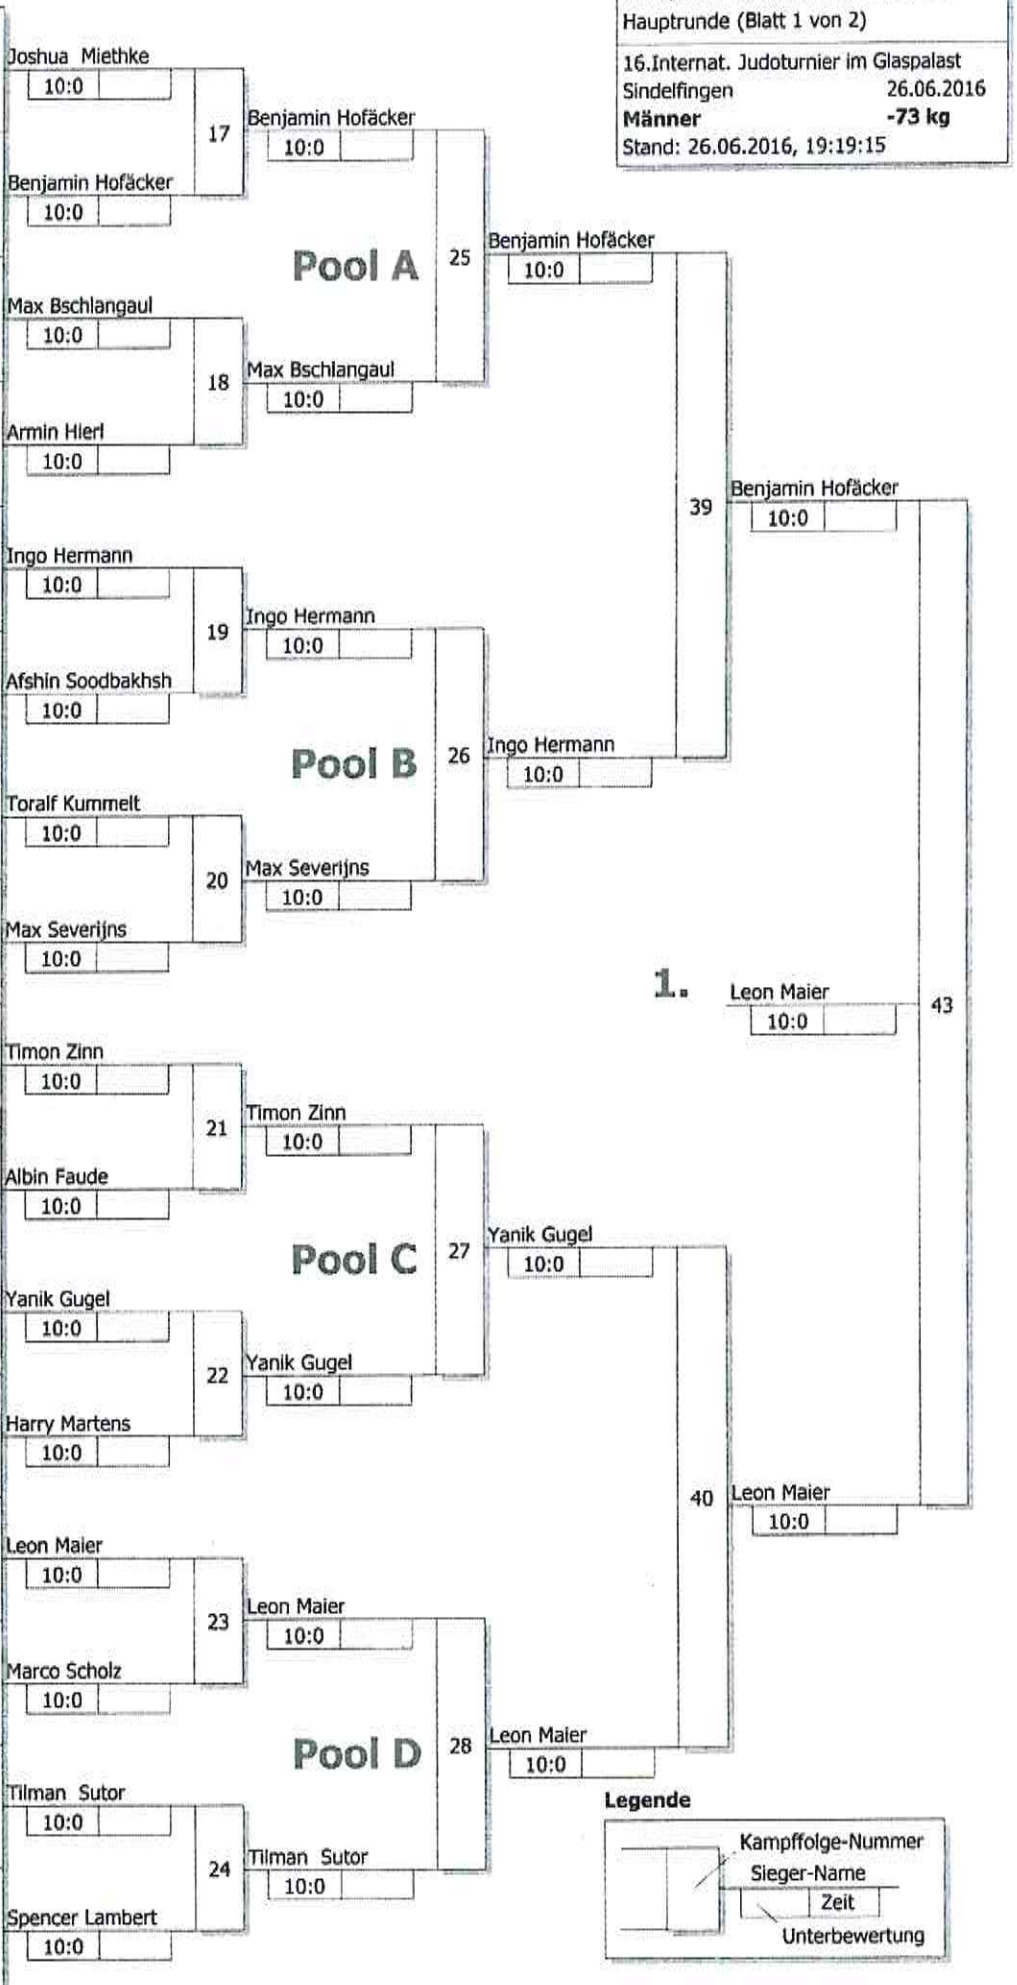 Hauptrunde (Blatt 1 von 2)
16.Internat. Judoturnier im Glaspalast
Sindelfingen 26.06.2016
Männer -73 kg
Stand: 26.06.2016, 19:19:15
Joshua Miethke
10:0
17
Benjamin Hofäcker
10:0
Benjamin Hofäcker
10:0
Pool A
25
Benjamin Hofäcker
10:0
Max Bschlangaul
10:0
18
Max Bschlangaul
10:0
Armin Hierl
10:0
39
Benjamin Hofäcker
10:0
Ingo Hermann
10:0
19
Ingo Hermann
10:0
Afshin Soodbakhsh
10:0
Pool B
26
Ingo Hermann
10:0
Toralf Kummelt
10:0
20
Max Severijns
10:0
Max Severijns
10:0
1.
Leon Maier
10:0
43
Timon Zinn
10:0
21
Timon Zinn
10:0
Albin Faude
10:0
Pool C
27
Yanik Gugel
10:0
Yanik Gugel
10:0
22
Yanik Gugel
10:0
Harry Martens
10:0
40
Leon Maier
10:0
Leon Maier
10:0
23
Leon Maier
10:0
Marco Scholz
10:0
Pool D
28
Leon Maier
10:0
Tilman Sutor
10:0
24
Tilman Sutor
10:0
Spencer Lambert
10:0
Legende
Kampffolge-Nummer
Sieger-Name
Zeit
Unterbewertung